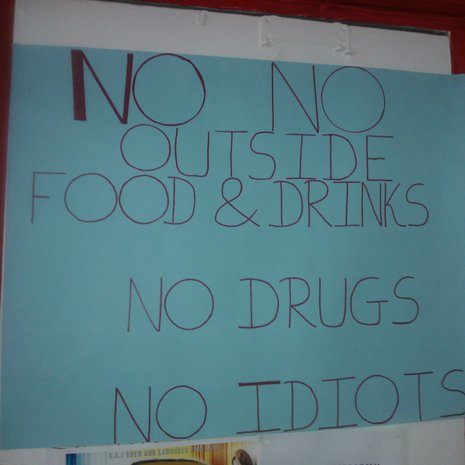 NO NO
OUTSIDE
FOOD & DRINKS
NO DRUGS
NO IDIOTS